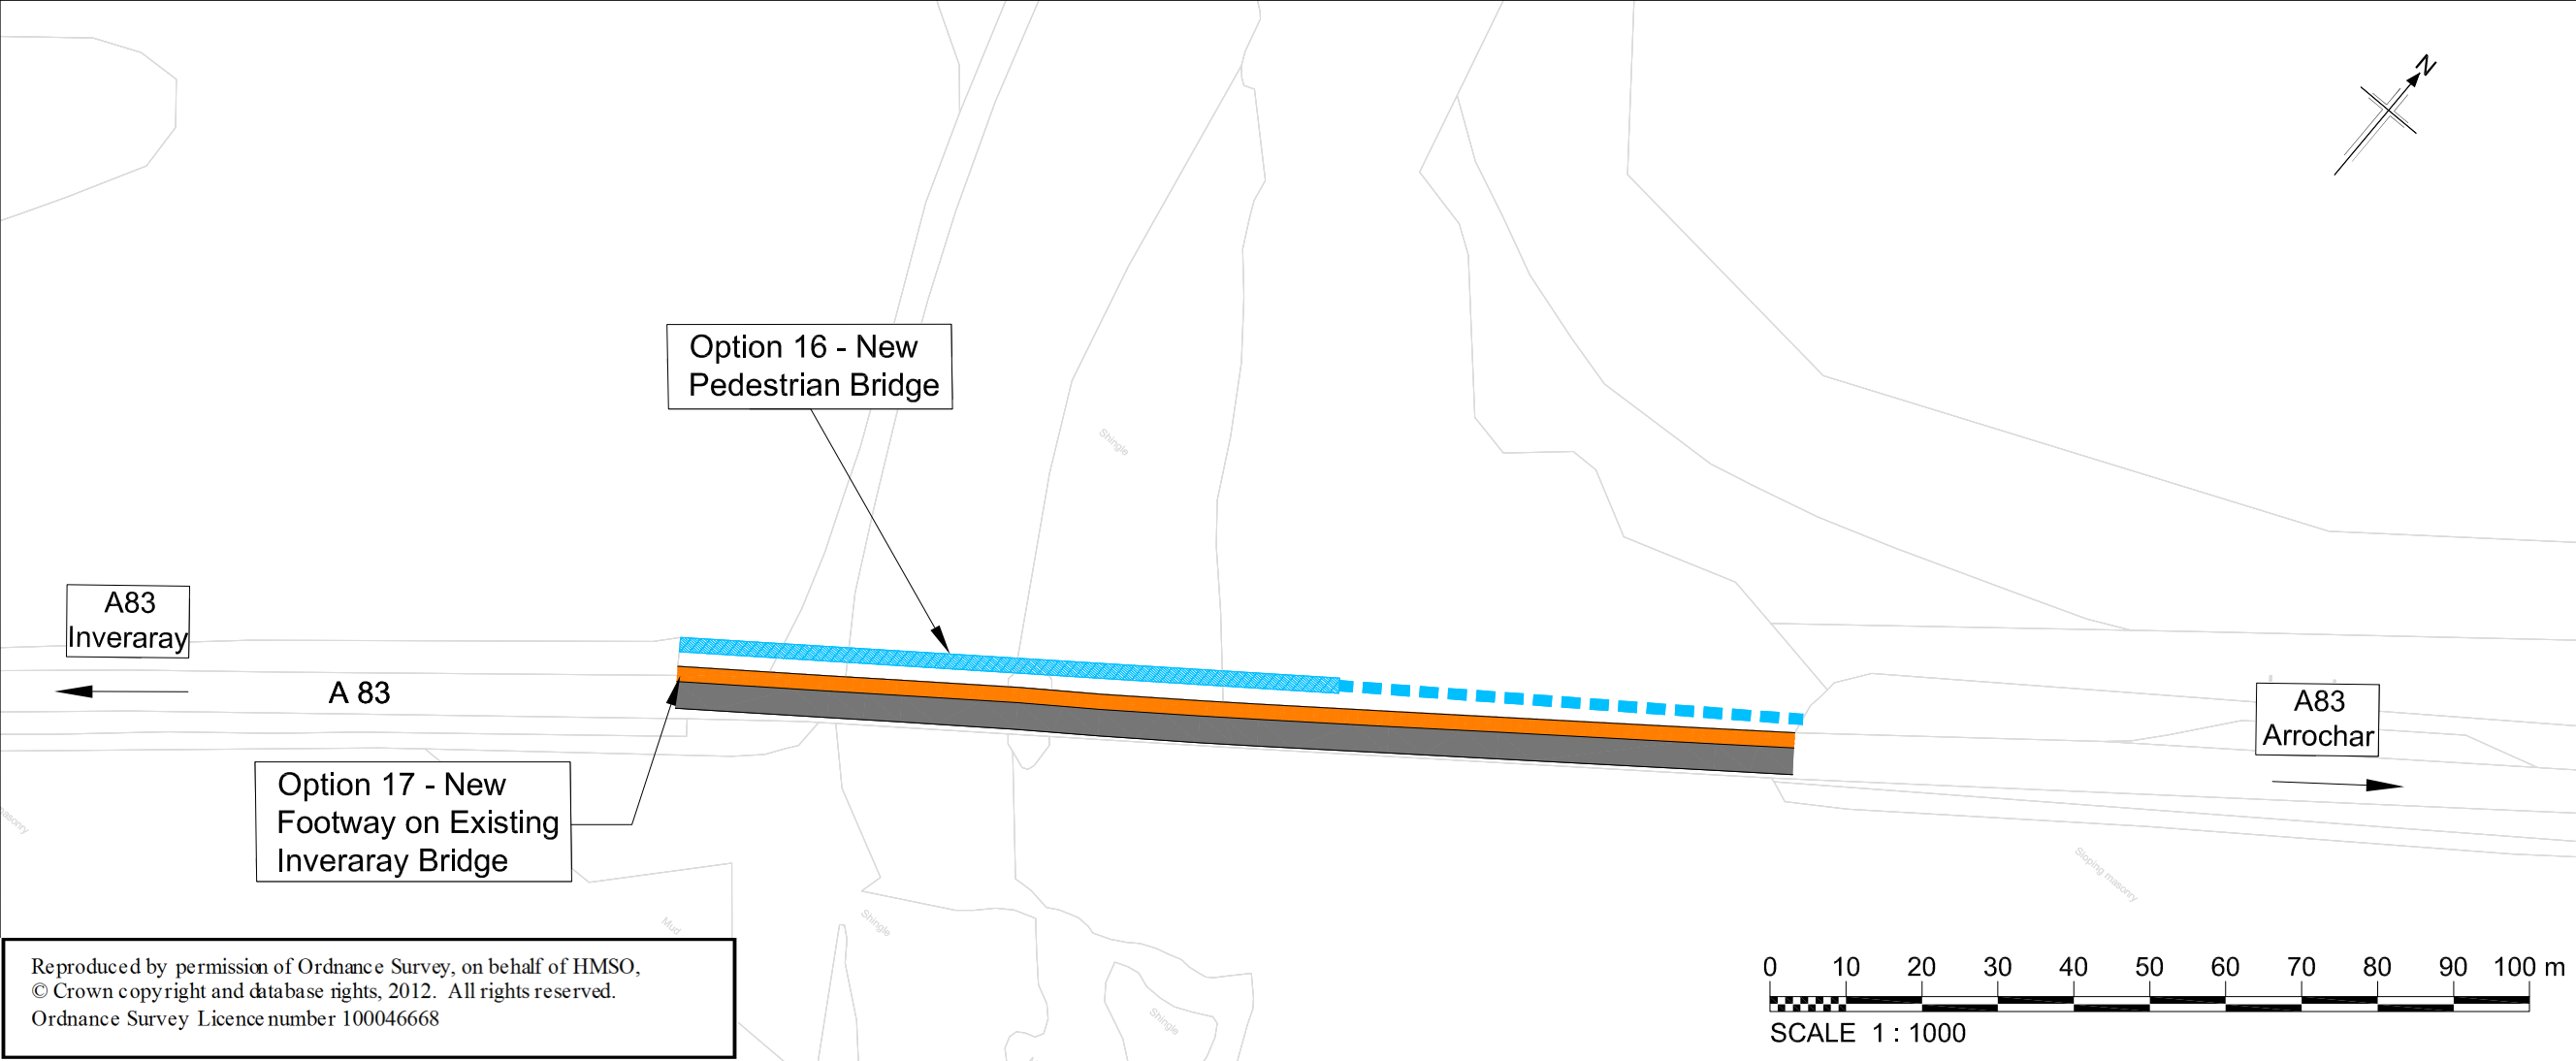 N
Option 16 - New
Pedestrian Bridge
Shingle
A83
Inveraray
A 83
A83
Arrochar
Option 17 - New
Footway on Existing
Inveraray Bridge
Sloping masonry
Mud
Shingle
Shingle
Reproduced by permission of Ordnance Survey, on behalf of HMSO,
© Crown copyright and database rights, 2012. All rights reserved.
Ordnance Survey Licence number 100046668
0 10 20 30 40 50 60 70 80 90 100 m
SCALE 1 : 1000